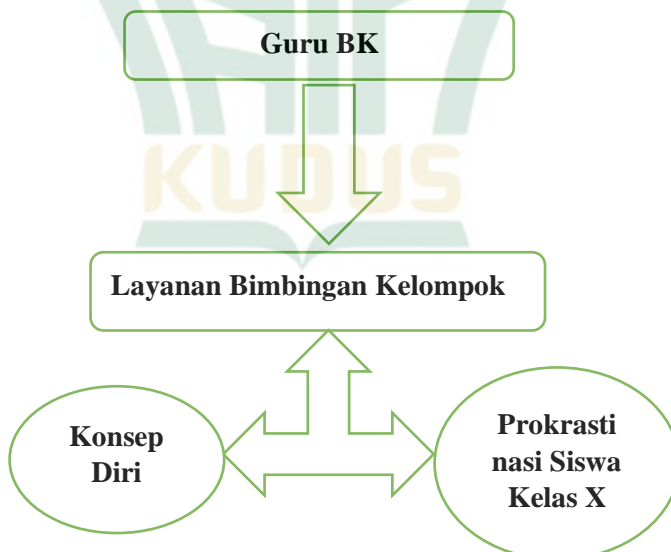 Guru BK
KUDUS
Layanan Bimbingan Kelompok
Konsep
Diri
Prokrasti
nasi Siswa
Kelas X